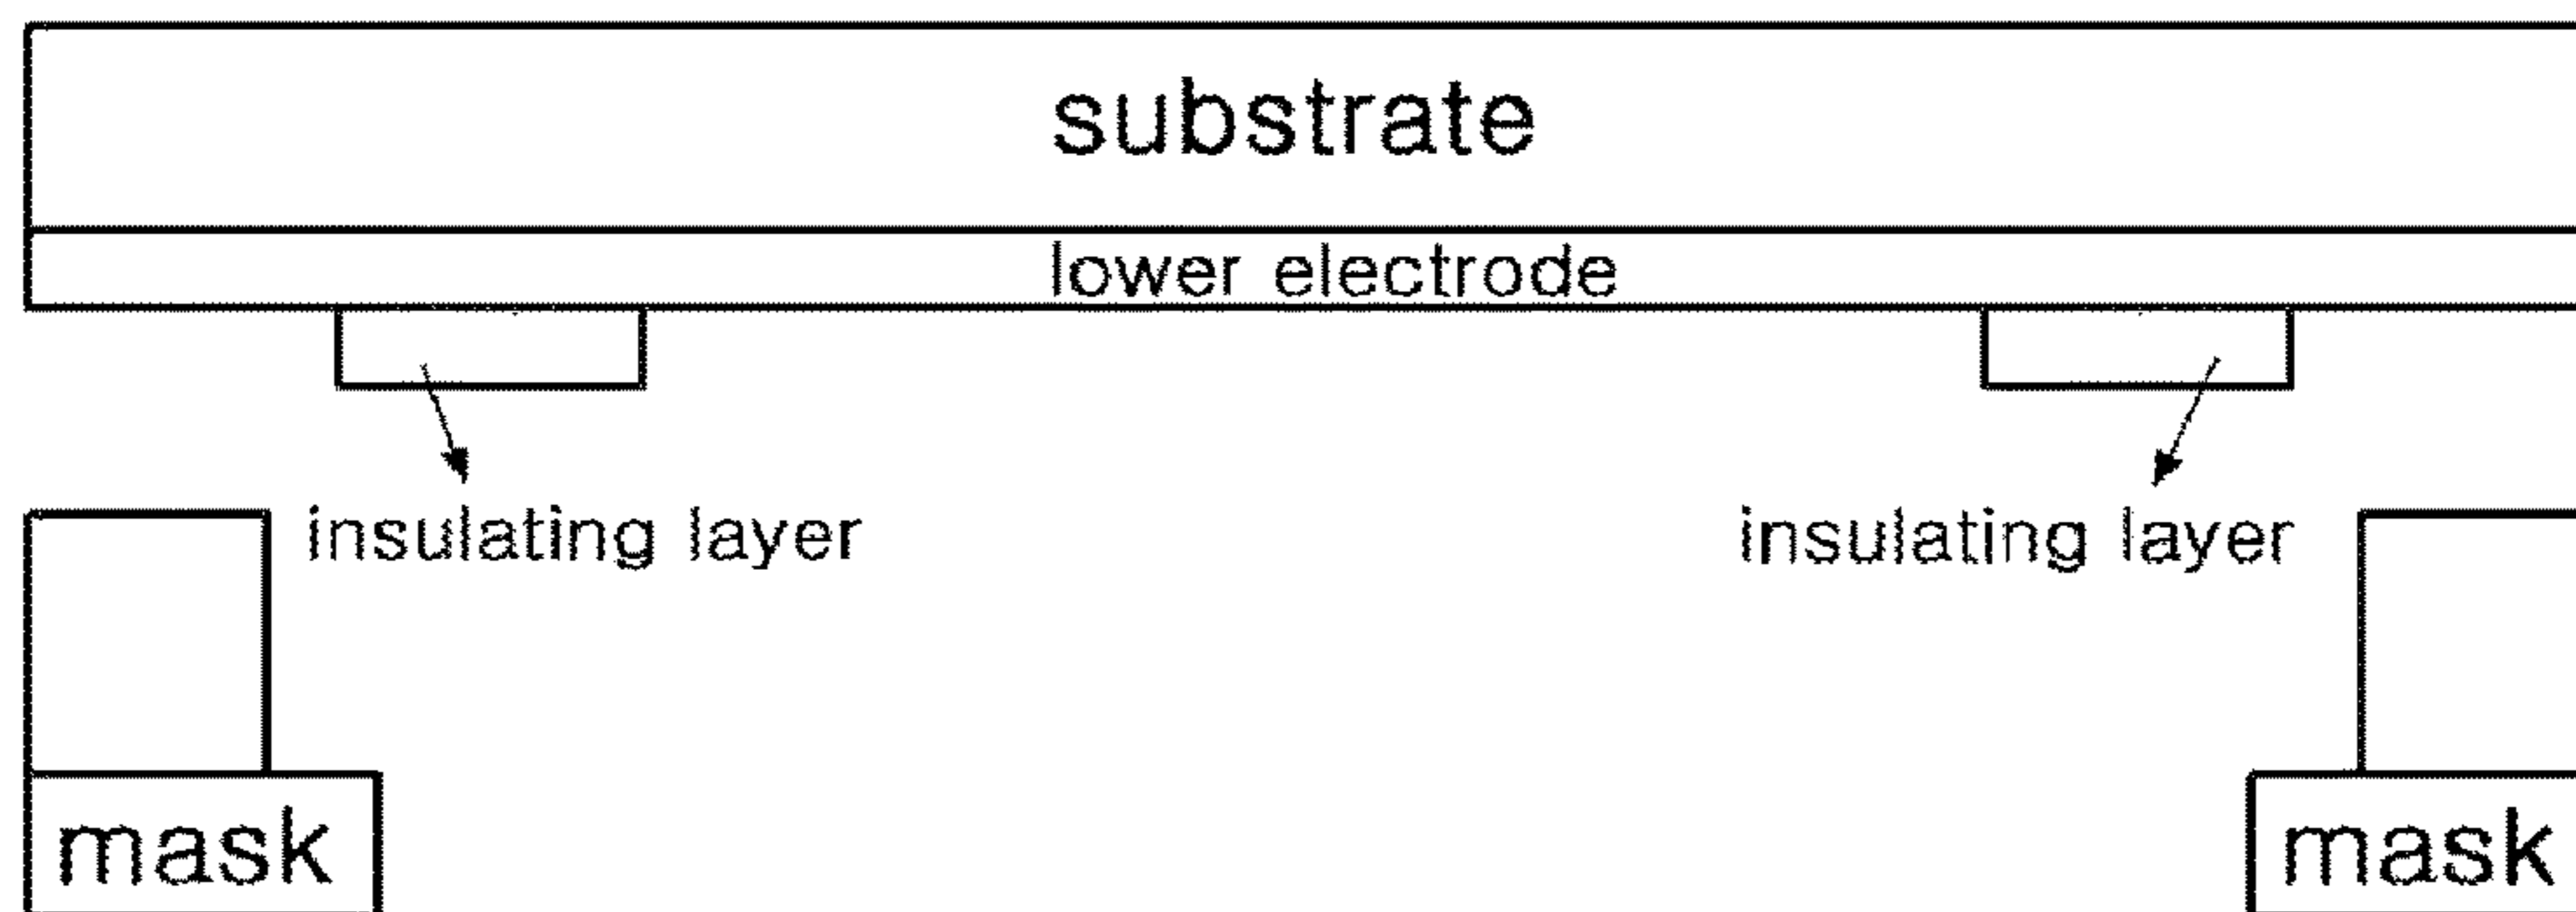 substrate
lower electrode
insulating layer
insulating layer
mask
mask